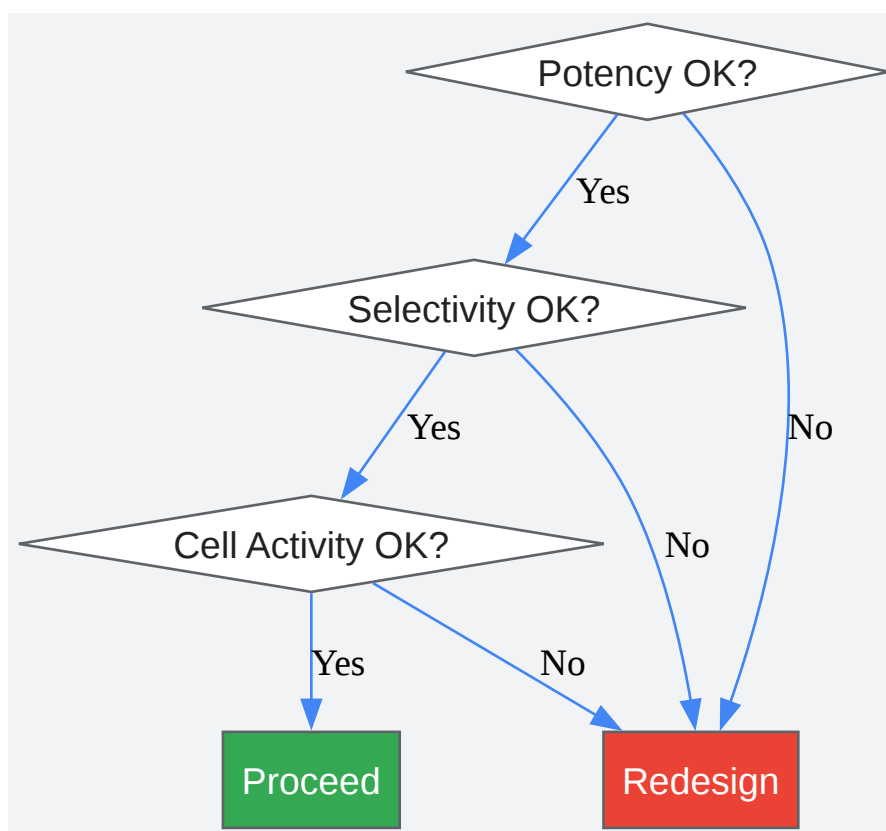 Potency OK?
Yes
Selectivity OK?
Yes
No
Cell Activity OK?
No
Yes
No
Proceed
Redesign